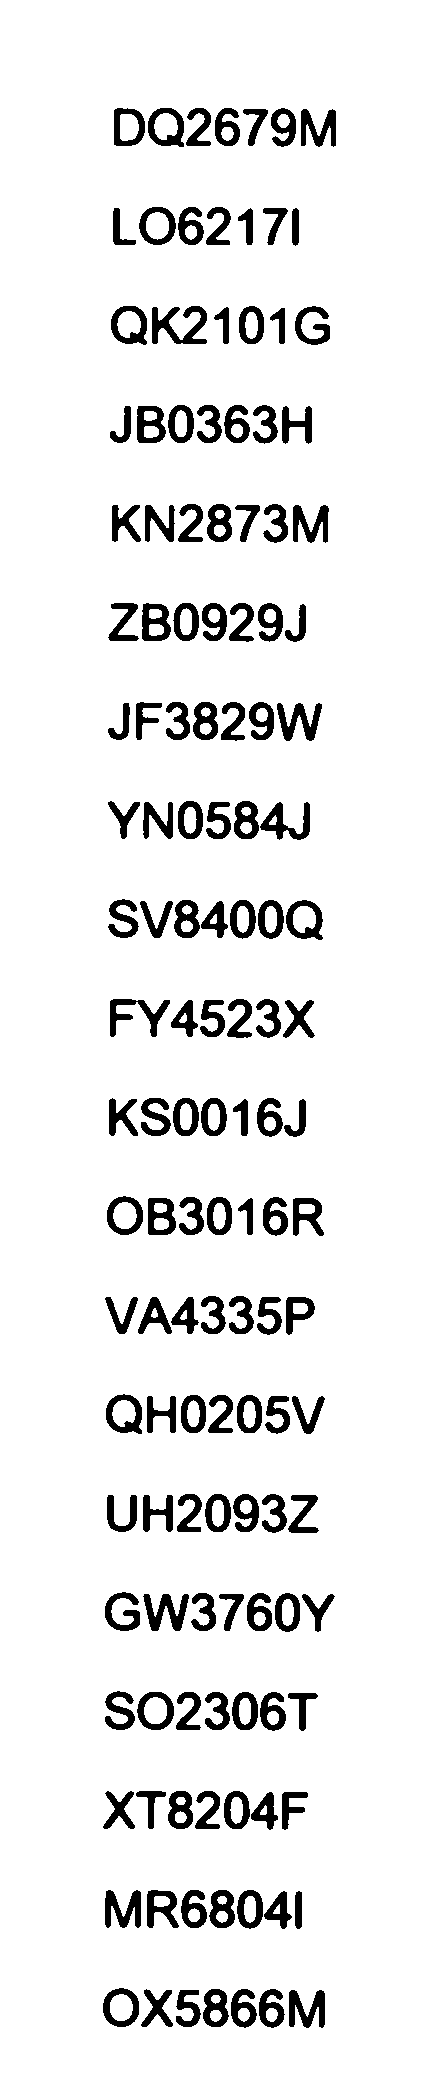 DQ2679M
LO6217I
QK2101G
JB0363H
KN2873M
ZB0929J
JF3829W
YN0584J
SV8400Q
FY4523X
KS0016J
OB3016R
VA4335P
QH0205V
UH2093Z
GW3760Y
SO2306T
XT8204F
MR6804I
OX5866M